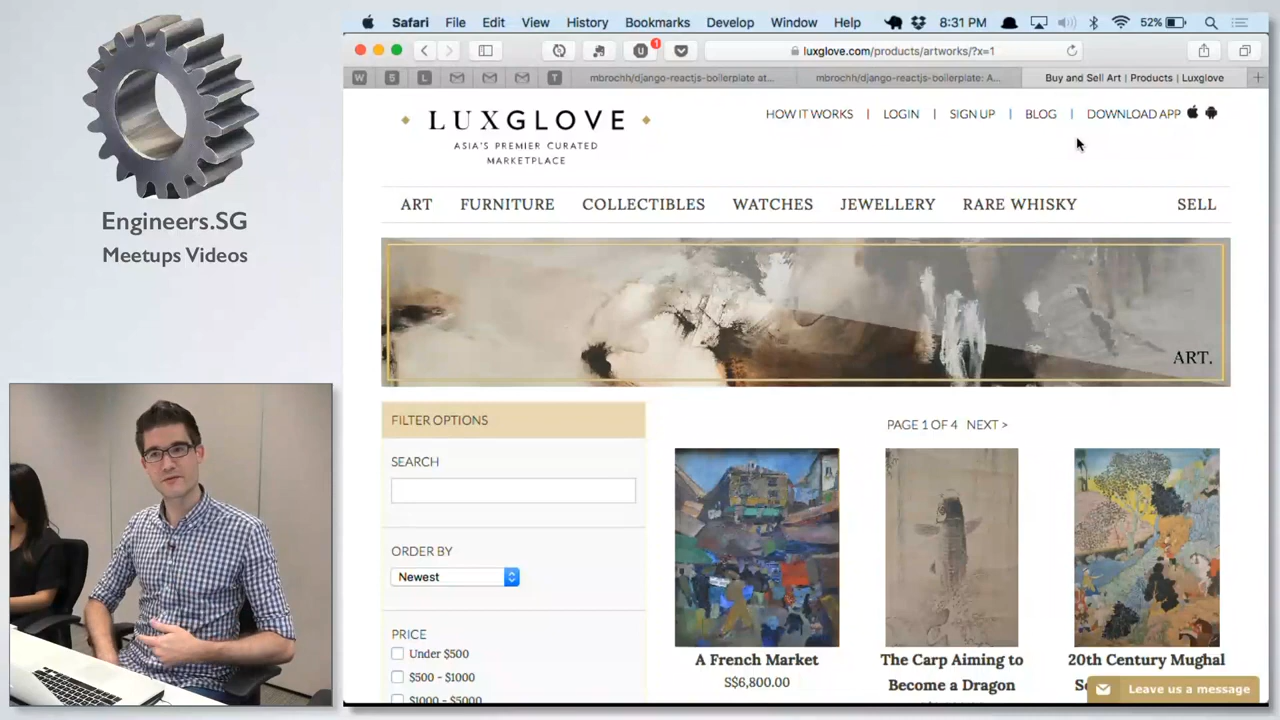 Engineers.SG
Meetups Videos
Safari File Edit View History Bookmarks Develop Window Help 8:31 PM 52%
luxglove.com/products/artworks/?x=1
W 5 L T mbrochh/django-reactjs-boilerplate at... mbrochh/django-reactjs-boilerplate: A... Buy and Sell Art | Products | Luxglove
HOW IT WORKS | LOGIN | SIGN UP | BLOG | DOWNLOAD APP
LUXGLOVE
ASIA'S PREMIER CURATED
MARKETPLACE
ART FURNITURE COLLECTIBLES WATCHES JEWELLERY RARE WHISKY SELL
ART.
FILTER OPTIONS
SEARCH
ORDER BY
Newest
PRICE
Under $500
$500 - $1000
$1000 - $5000
PAGE 1 OF 4 NEXT >
A French Market
S$6,800.00
The Carp Aiming to
Become a Dragon
20th Century Mughal
Leave us a message